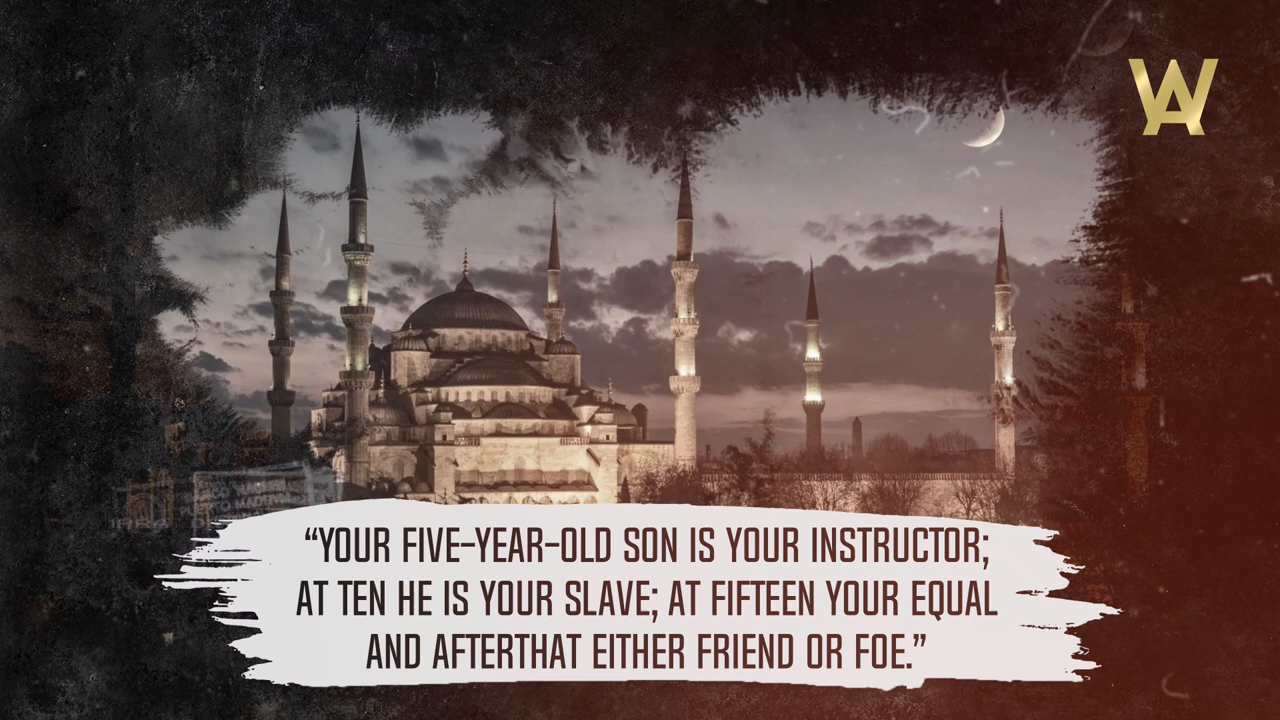 WA
“YOUR FIVE-YEAR-OLD SON IS YOUR INSTRUCTOR;
AT TEN HE IS YOUR SLAVE; AT FIFTEEN YOUR EQUAL
AND AFTERTHAT EITHER FRIEND OR FOE.”